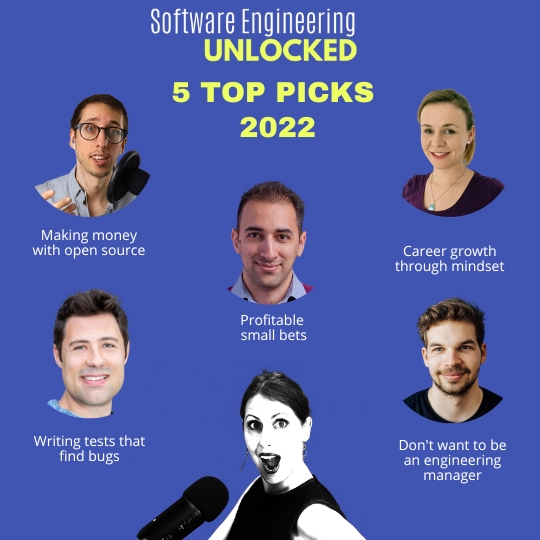 Software Engineering
UNLOCKED
5 TOP PICKS
2022
Making money
with open source
Career growth
through mindset
Profitable
small bets
Writing tests that
find bugs
Don't want to be
an engineering
manager